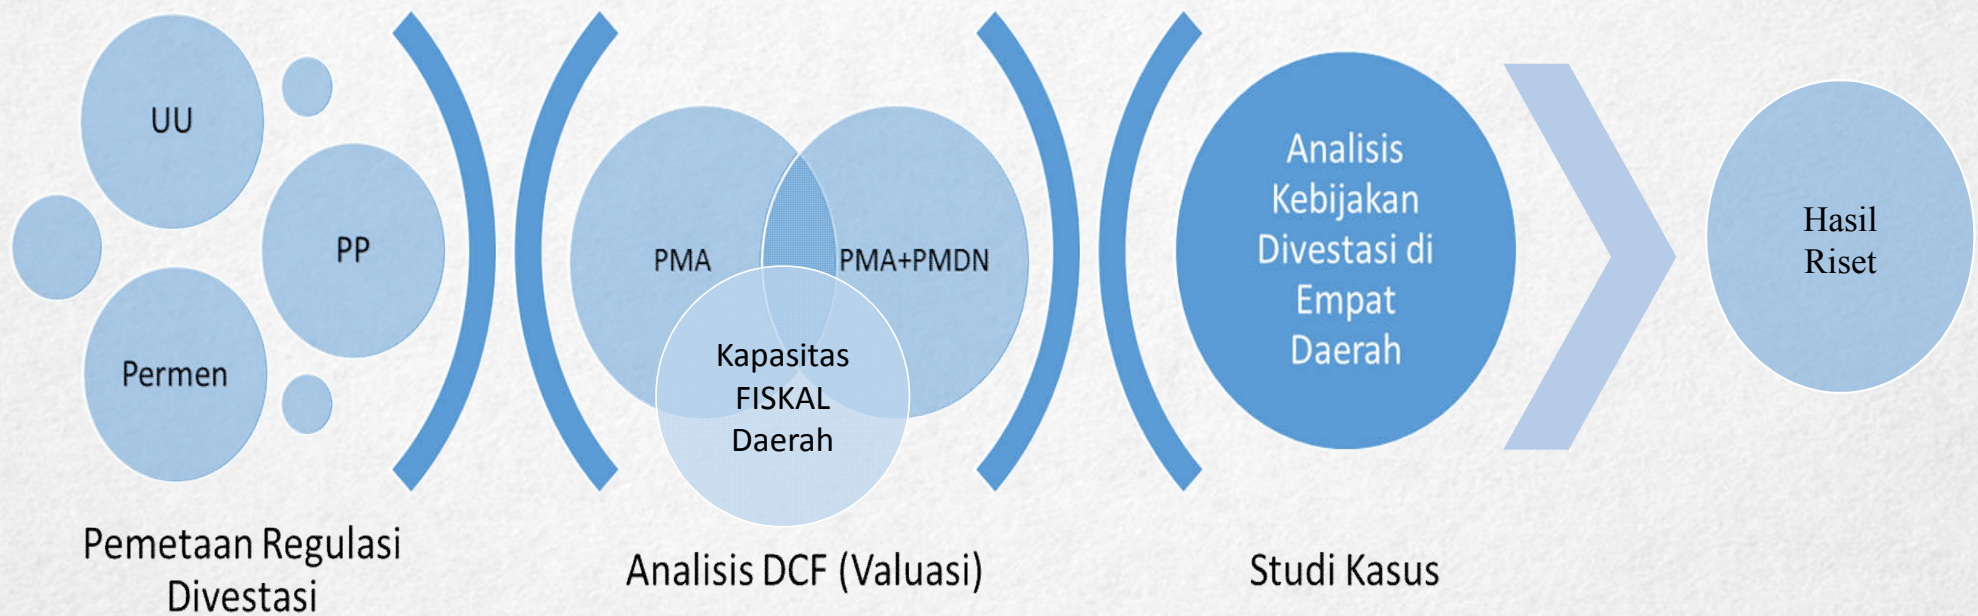 UU
PP
Permen
Pemetaan Regulasi
Divestasi
PMA
PMA+PMDN
Kapasitas
FISKAL
Daerah
Analisis DCF (Valuasi)
Analisis
Kebijakan
Divestasi di
Empat
Daerah
Studi Kasus
Hasil
Riset